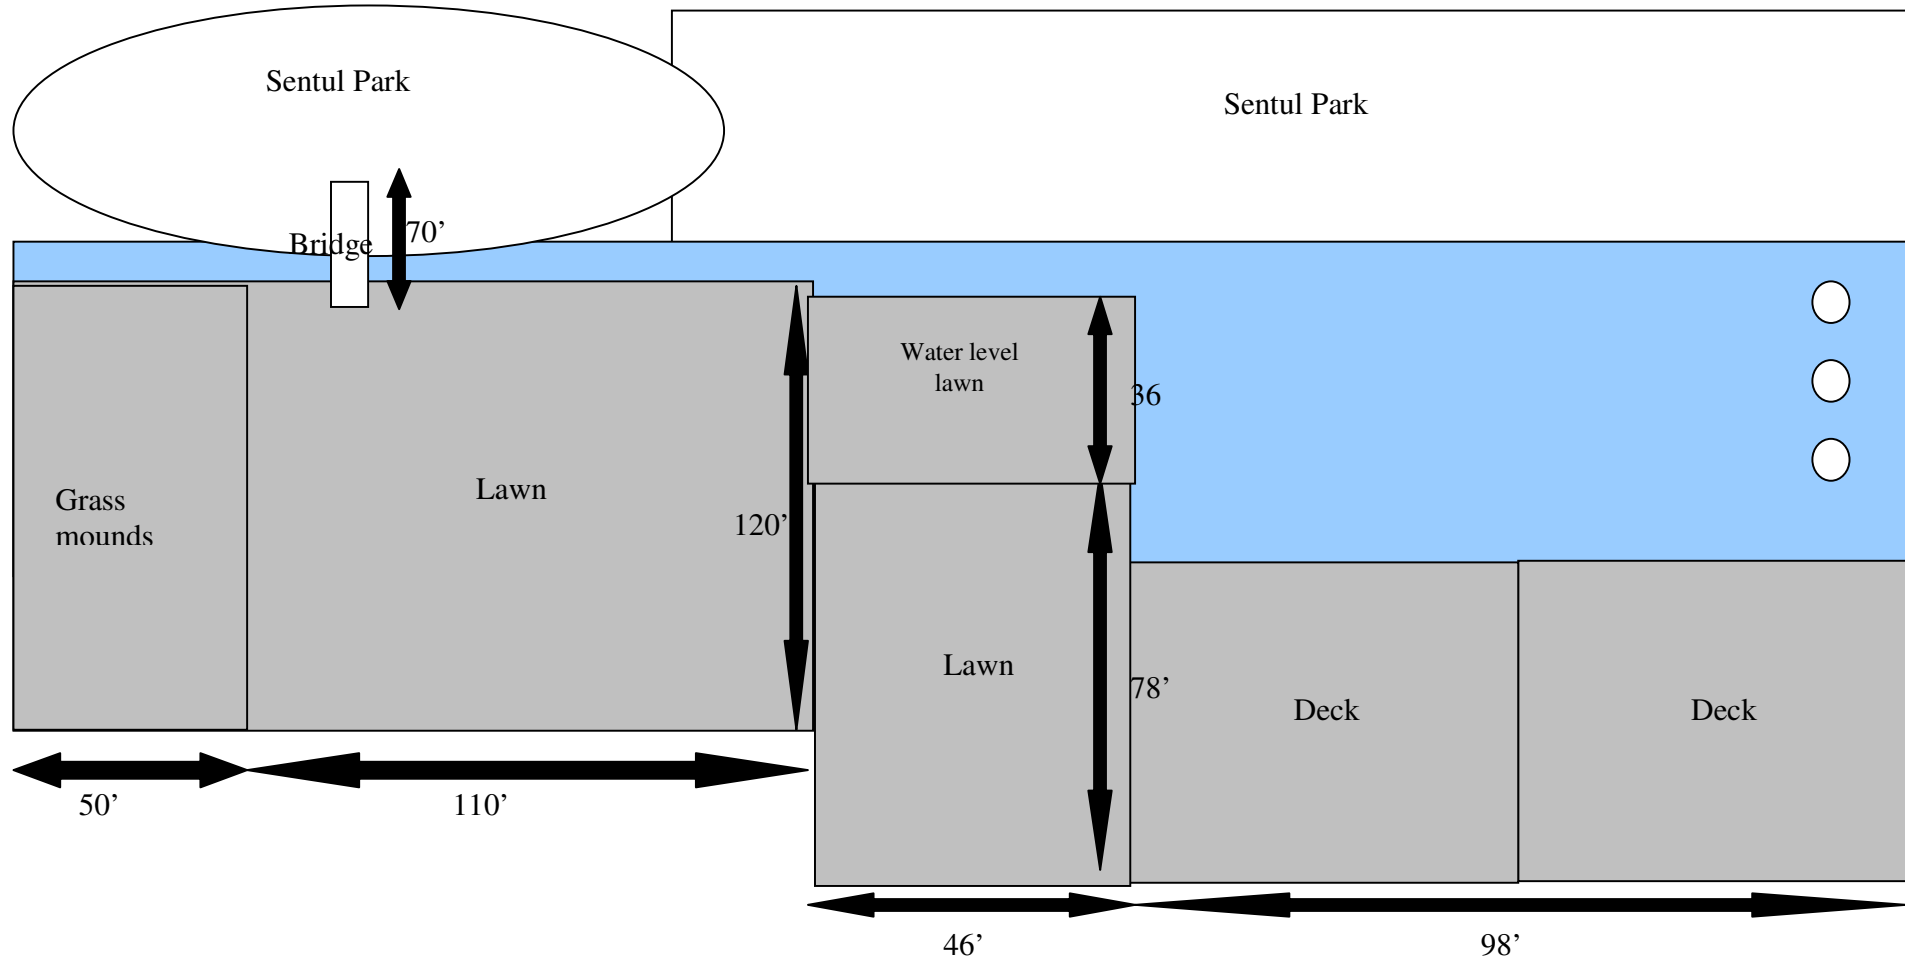 Sentul Park
Sentul Park
Bridge
70’
Water level
lawn
36
Grass
mounds
Lawn
120’
Lawn
78’
Deck
Deck
50’
110’
46’
98’